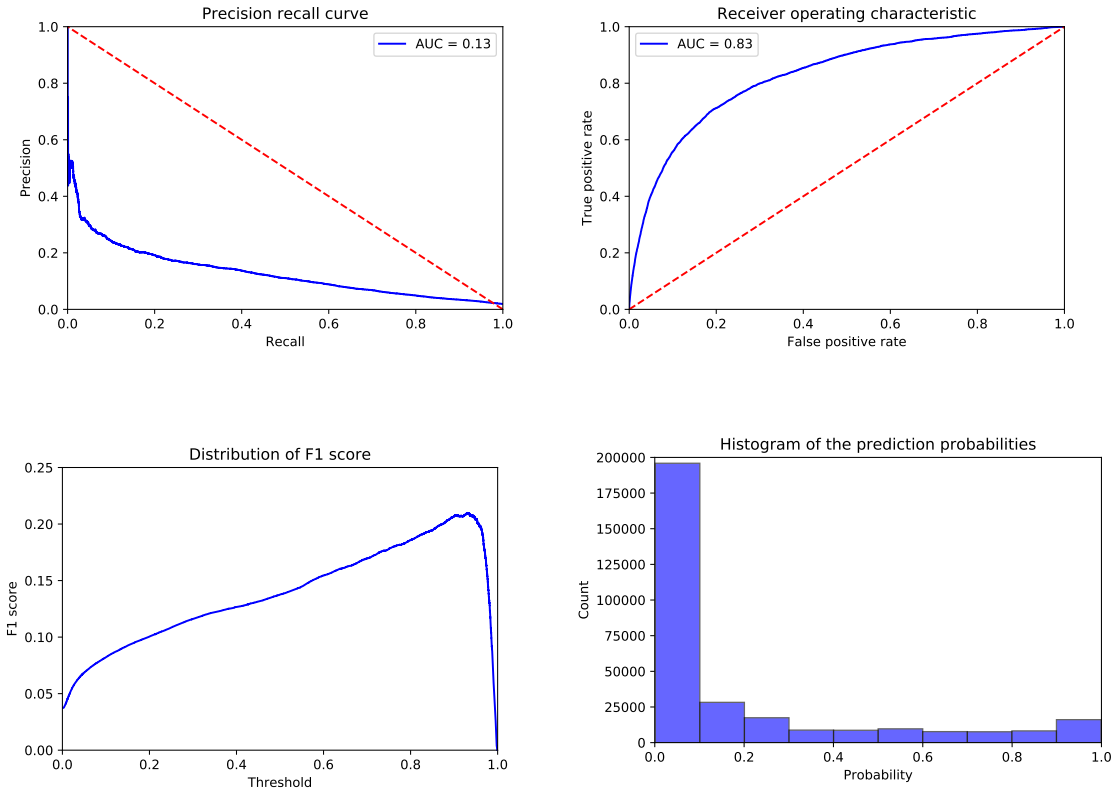 Precision recall curve
1.0
0.8
0.6
0.4
0.2
0.0
Precision
AUC = 0.13
0.0 0.2 0.4 0.6 0.8 1.0
Recall
Receiver operating characteristic
1.0
0.8
0.6
0.4
0.2
0.0
True positive rate
AUC = 0.83
0.0 0.2 0.4 0.6 0.8 1.0
False positive rate
Distribution of F1 score
0.25
0.20
0.15
0.10
0.05
0.00
F1 score
0.0 0.2 0.4 0.6 0.8 1.0
Threshold
Histogram of the prediction probabilities
200000
175000
150000
125000
100000
75000
50000
25000
0
Count
0.0 0.2 0.4 0.6 0.8 1.0
Probability